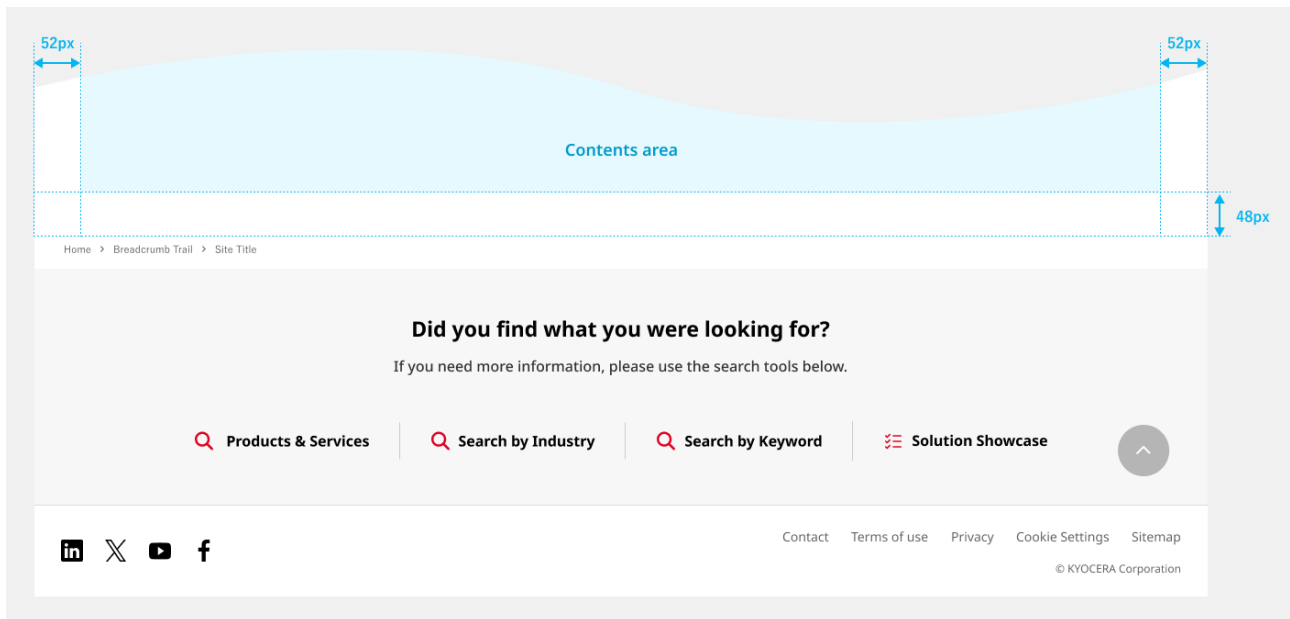 52px
52px
Contents area
48px
Home > Breadcrumb Trail > Site Title
Did you find what you were looking for?
If you need more information, please use the search tools below.
Products & Services
Search by Industry
Search by Keyword
Solution Showcase
in X f
Contact Terms of use Privacy Cookie Settings Sitemap
© KYOCERA Corporation